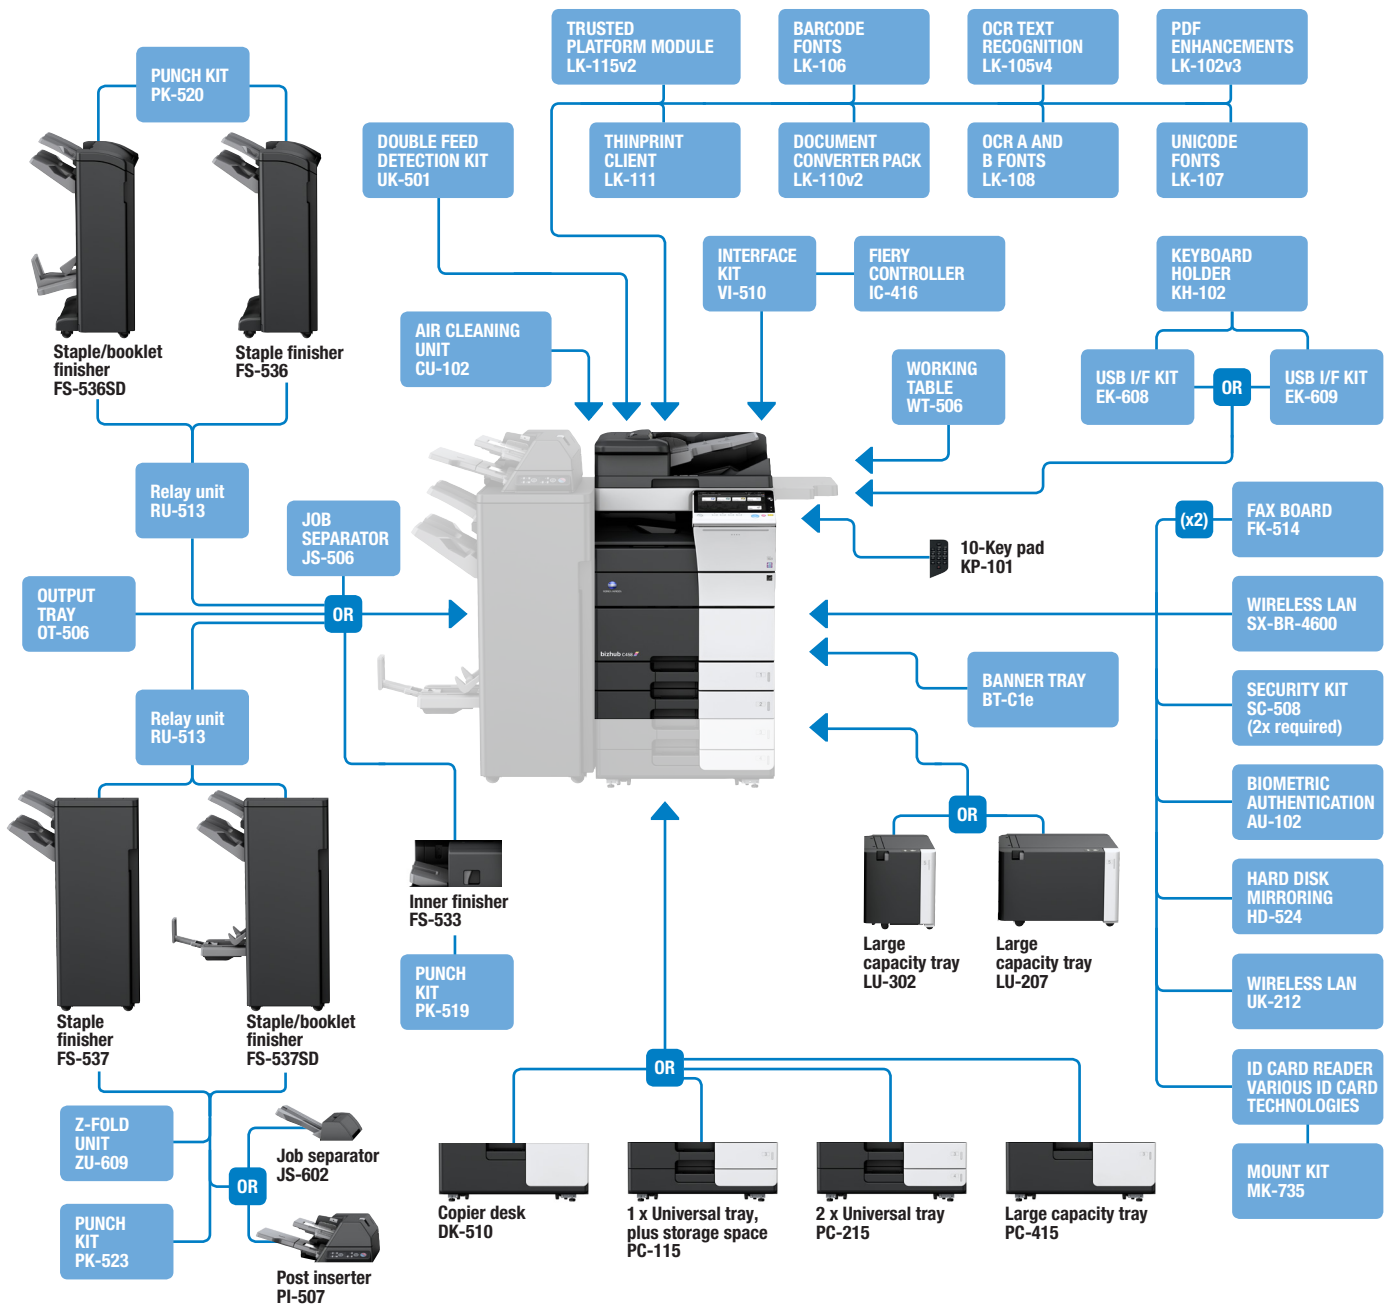 TRUSTED
PLATFORM MODULE
LK-115v2
BARCODE
FONTS
LK-106
OCR TEXT
RECOGNITION
LK-105v4
PDF
ENHANCEMENTS
LK-102v3
PUNCH KIT
PK-520
DOUBLE FEED
DETECTION KIT
UK-501
THINPRINT
CLIENT
LK-111
DOCUMENT
CONVERTER PACK
LK-110v2
OCR A AND
B FONTS
LK-108
UNICODE
FONTS
LK-107
INTERFACE
KIT
VI-510
FIERY
CONTROLLER
IC-416
KEYBOARD
HOLDER
KH-102
AIR CLEANING
UNIT
CU-102
Staple/booklet
finisher
FS-536SD
Staple finisher
FS-536
WORKING
TABLE
WT-506
USB I/F KIT
EK-608
OR
USB I/F KIT
EK-609
Relay unit
RU-513
JOB
SEPARATOR
JS-506
(x2)
FAX BOARD
FK-514
10-Key pad
KP-101
OUTPUT
TRAY
OT-506
OR
WIRELESS LAN
SX-BR-4600
bizhub C458
BANNER TRAY
BT-C1e
SECURITY KIT
SC-508
(2x required)
Relay unit
RU-513
BIOMETRIC
AUTHENTICATION
AU-102
OR
HARD DISK
MIRRORING
HD-524
Inner finisher
FS-533
Large
capacity tray
LU-302
Large
capacity tray
LU-207
PUNCH
KIT
PK-519
WIRELESS LAN
UK-212
Staple
finisher
FS-537
Staple/booklet
finisher
FS-537SD
OR
ID CARD READER
VARIOUS ID CARD
TECHNOLOGIES
Z-FOLD
UNIT
ZU-609
Job separator
JS-602
OR
MOUNT KIT
MK-735
PUNCH
KIT
PK-523
Post inserter
PI-507
Copier desk
DK-510
1 x Universal tray,
plus storage space
PC-115
2 x Universal tray
PC-215
Large capacity tray
PC-415